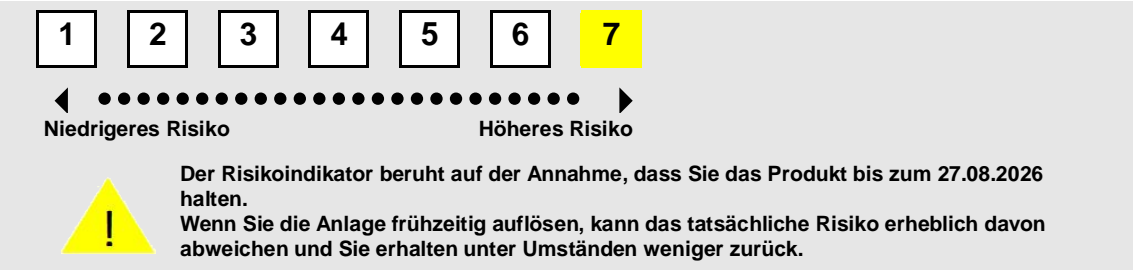 1 2 3 4 5 6 7
Niedrigeres Risiko Höheres Risiko
Der Risikoindikator beruht auf der Annahme, dass Sie das Produkt bis zum 27.08.2026
halten.
Wenn Sie die Anlage frühzeitig auflösen, kann das tatsächliche Risiko erheblich davon
abweichen und Sie erhalten unter Umständen weniger zurück.
!